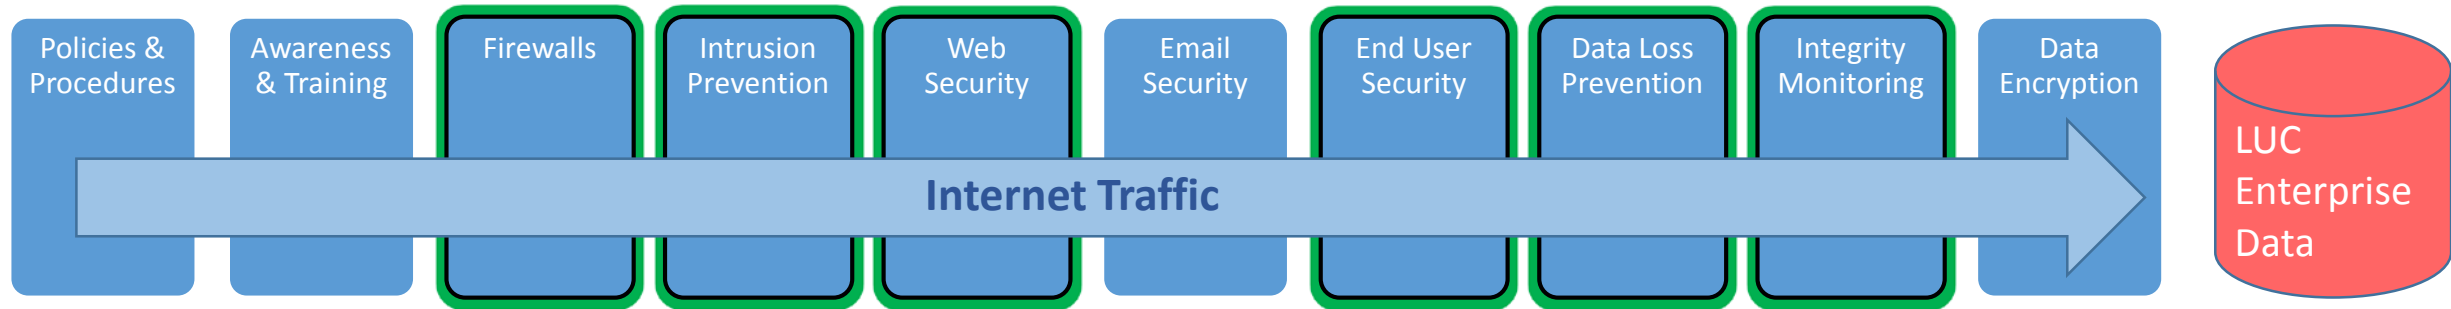 Policies &
Procedures
Awareness
& Training
Firewalls
Intrusion
Prevention
Web
Security
Email
Security
End User
Security
Data Loss
Prevention
Integrity
Monitoring
Data
Encryption
Internet Traffic
LUC
Enterprise
Data